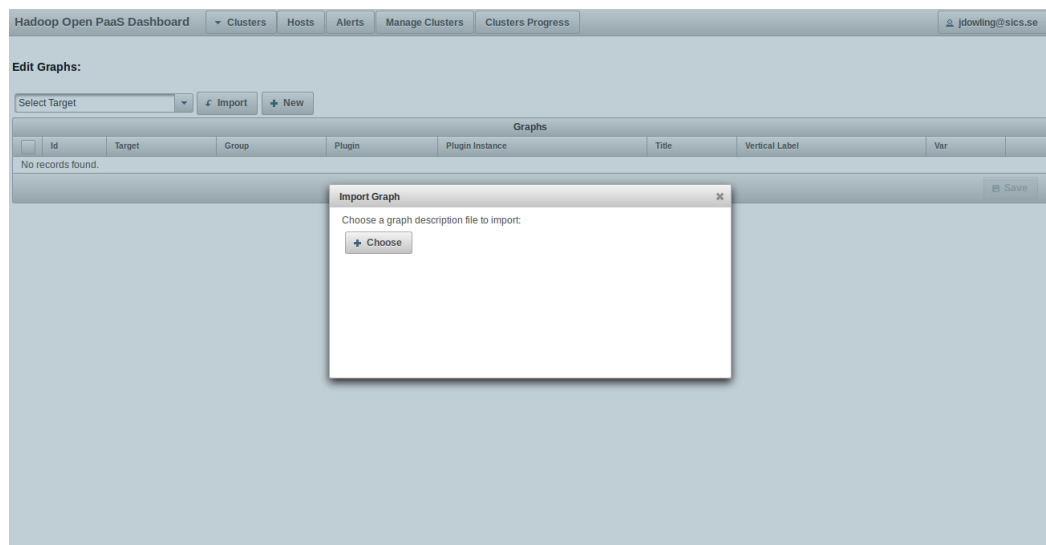 Hadoop Open PaaS Dashboard Clusters Hosts Alerts Manage Clusters Clusters Progress jdowling@sics.se
Edit Graphs:
Select Target Import New
Graphs
Id Target Group Plugin Plugin Instance Title Vertical Label Var
No records found.
Save
Import Graph
Choose a graph description file to import:
Choose